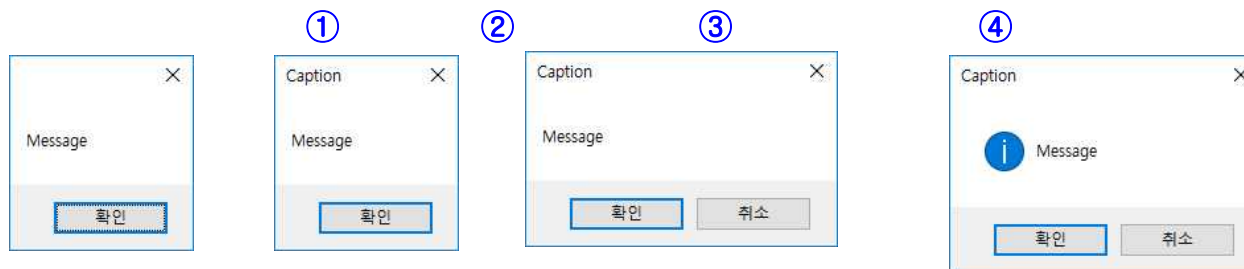 ① ② ③ ④
Message
확인
Caption
Message
확인
Caption
Message
확인 취소
Caption
Message
확인 취소